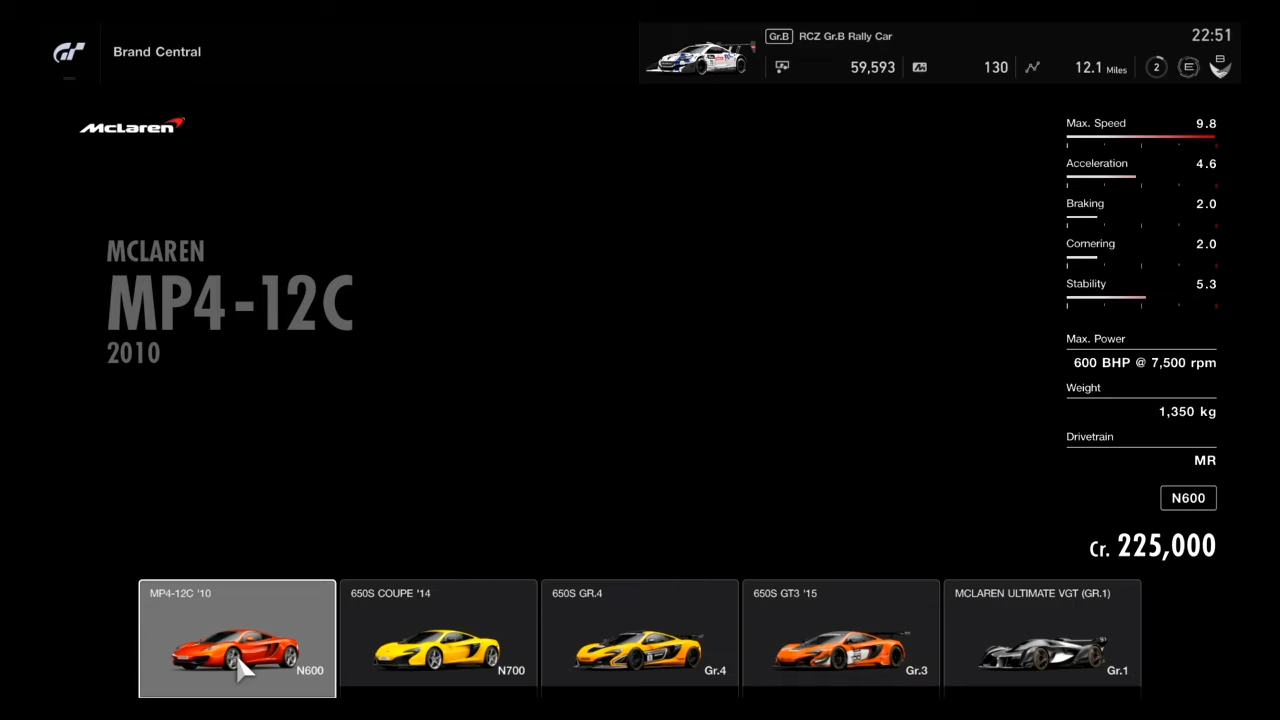 Brand Central
Gr.B RCZ Gr.B Rally Car
22:51
59,593
130
12.1 Miles
2
E
B
McLaren
Max. Speed 9.8
Acceleration 4.6
Braking 2.0
Cornering 2.0
Stability 5.3
MCLAREN
MP4-12C
2010
Max. Power
600 BHP @ 7,500 rpm
Weight
1,350 kg
Drivetrain
MR
N600
Cr. 225,000
MP4-12C '10
N600
650S COUPE '14
N700
650S GR.4
Gr.4
650S GT3 '15
Gr.3
MCLAREN ULTIMATE VGT (GR.1)
Gr.1